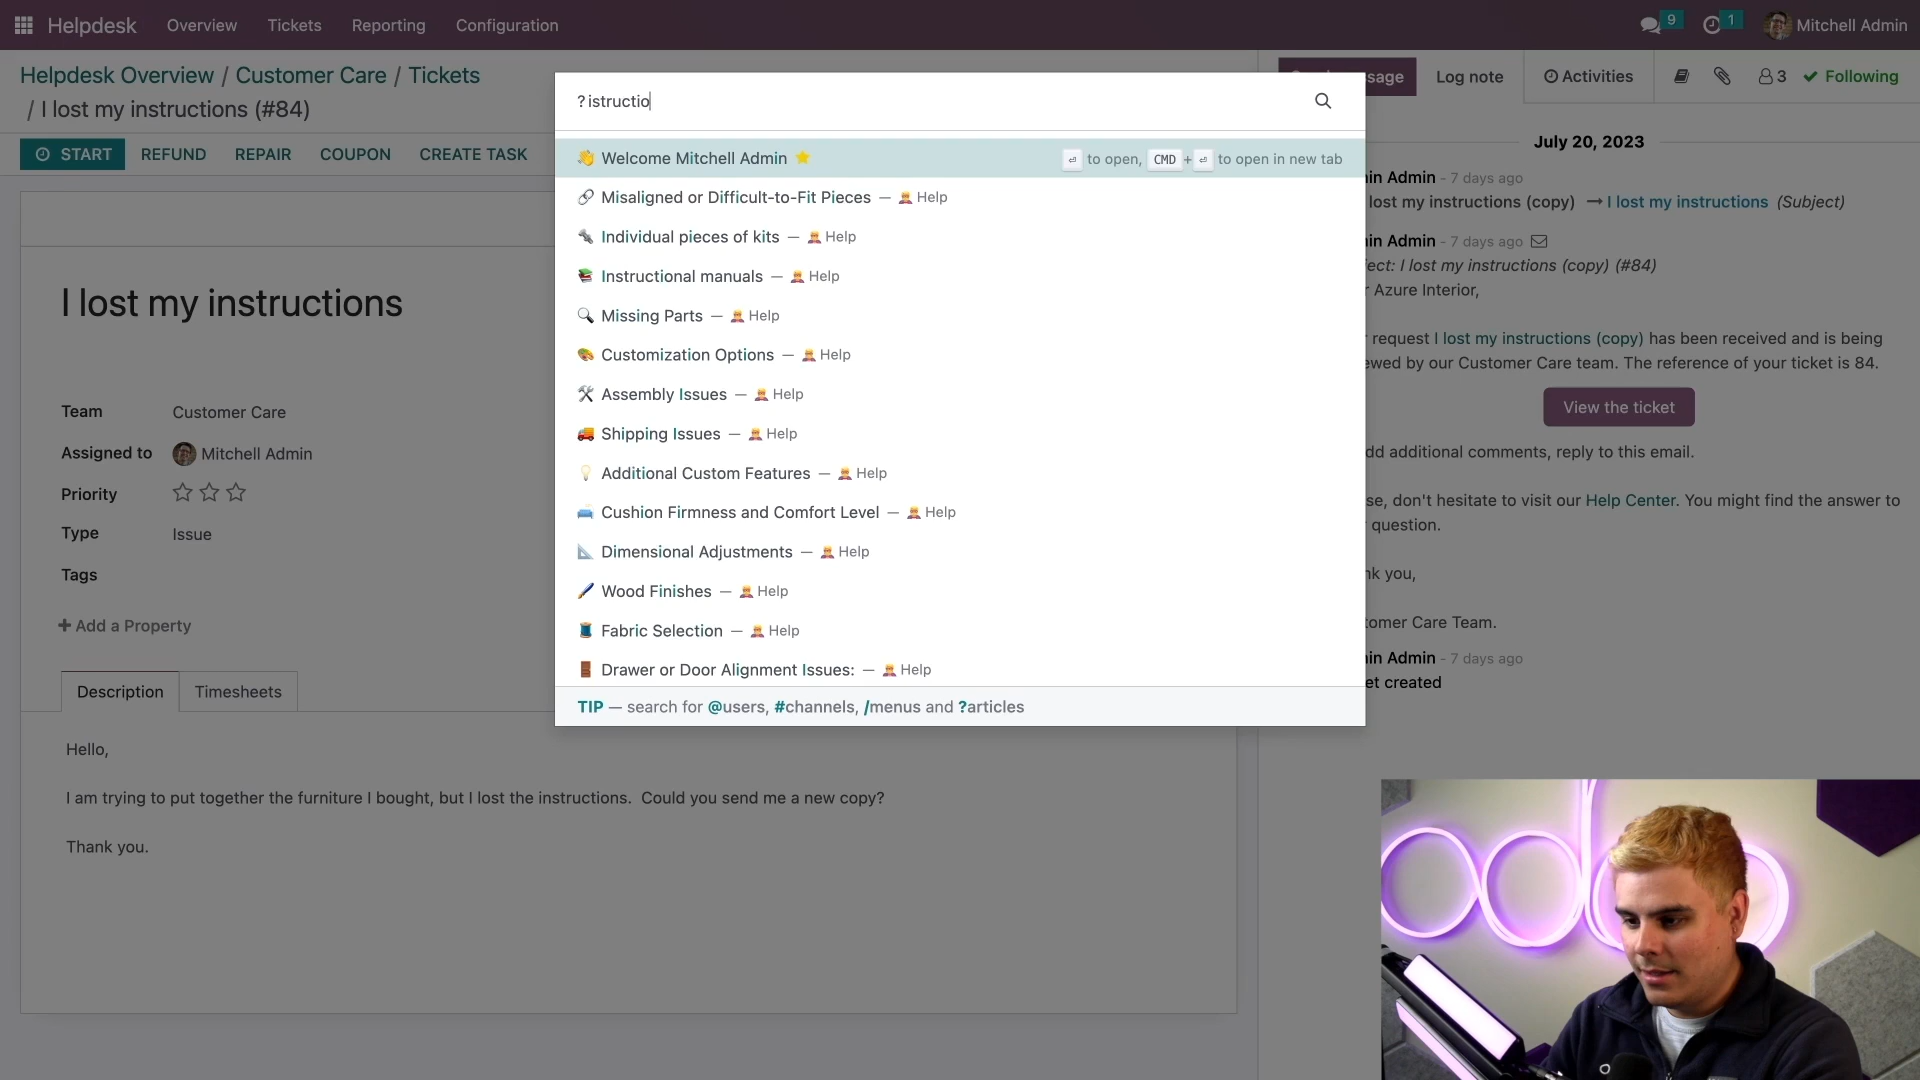 Helpdesk Overview Tickets Reporting Configuration 9 1 Mitchell Admin
Helpdesk Overview / Customer Care / Tickets
/ I lost my instructions (#84)
START REFUND REPAIR COUPON CREATE TASK
I lost my instructions
Team Customer Care
Assigned to Mitchell Admin
Priority
Type Issue
Tags
Add a Property
Description Timesheets
Hello,
I am trying to put together the furniture I bought, but I lost the instructions. Could you send me a new copy?
Thank you.
?istructio
Welcome Mitchell Admin to open, CMD + to open in new tab
Misaligned or Difficult-to-Fit Pieces — Help
Individual pieces of kits — Help
Instructional manuals — Help
Missing Parts — Help
Customization Options — Help
Assembly Issues — Help
Shipping Issues — Help
Additional Custom Features — Help
Cushion Firmness and Comfort Level — Help
Dimensional Adjustments — Help
Wood Finishes — Help
Fabric Selection — Help
Drawer or Door Alignment Issues: — Help
TIP — search for @users, #channels, /menus and ?articles
sage Log note Activities 3 Following
July 20, 2023
in Admin - 7 days ago
lost my instructions (copy) → I lost my instructions (Subject)
in Admin - 7 days ago
ect: I lost my instructions (copy) (#84)
r Azure Interior,
request I lost my instructions (copy) has been received and is being
ewed by our Customer Care team. The reference of your ticket is 84.
View the ticket
dd additional comments, reply to this email.
se, don't hesitate to visit our Help Center. You might find the answer to
question.
nk you,
tomer Care Team.
in Admin - 7 days ago
et created
odoo